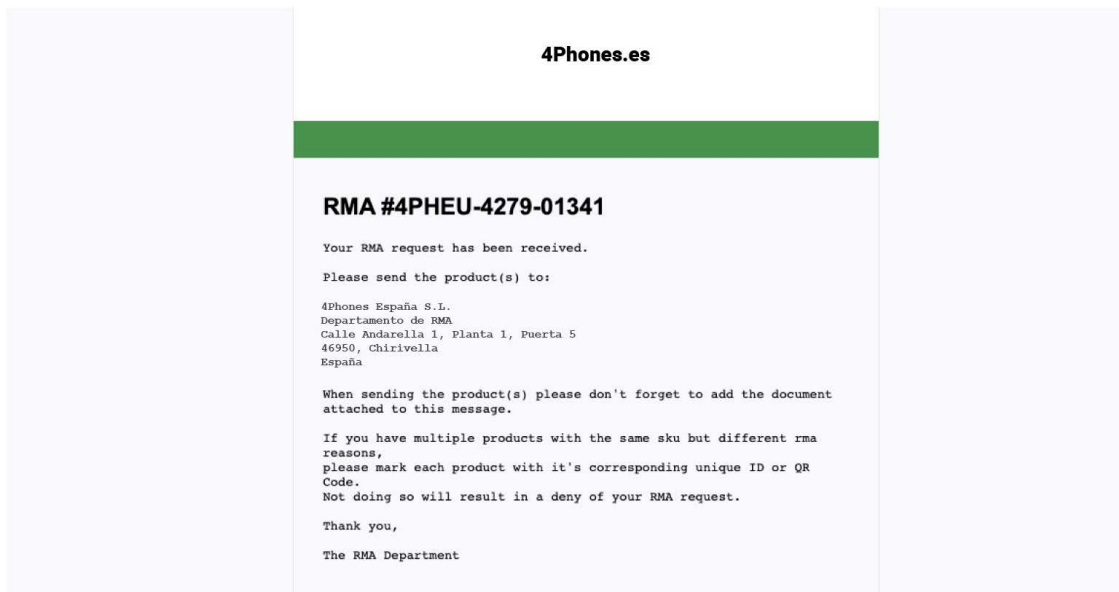 4Phones.es
RMA #4PHEU-4279-01341
Your RMA request has been received.
Please send the product(s) to:
4Phones España S.L.
Departamento de RMA
Calle Andarella 1, Planta 1, Puerta 5
46950, Chirivella
España
When sending the product(s) please don't forget to add the document
attached to this message.
If you have multiple products with the same sku but different rma
reasons,
please mark each product with it's corresponding unique ID or QR
Code.
Not doing so will result in a deny of your RMA request.
Thank you,
The RMA Department